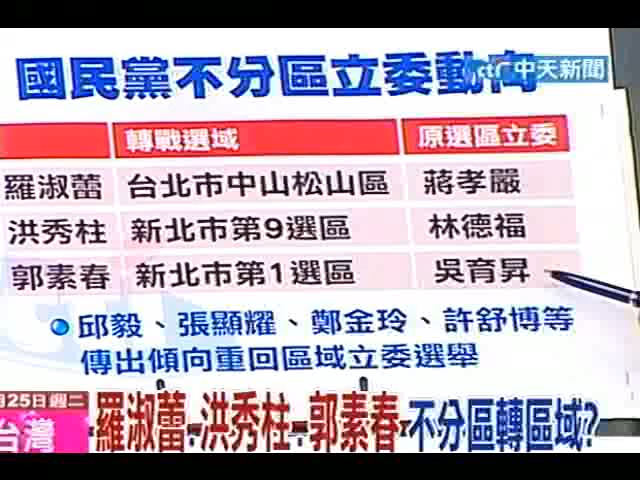 國民黨不分區立委動向
cti 中天新聞
轉戰選域 原選區立委
羅淑蕾 台北市中山松山區 蔣孝嚴
洪秀柱 新北市第9選區 林德福
郭素春 新北市第1選區 吳育昇
邱毅、張顯耀、鄭金玲、許舒博等
傳出傾向重回區域立委選舉
月25日週二
台灣
羅淑蕾-洪秀柱-郭素春 不分區轉區域?